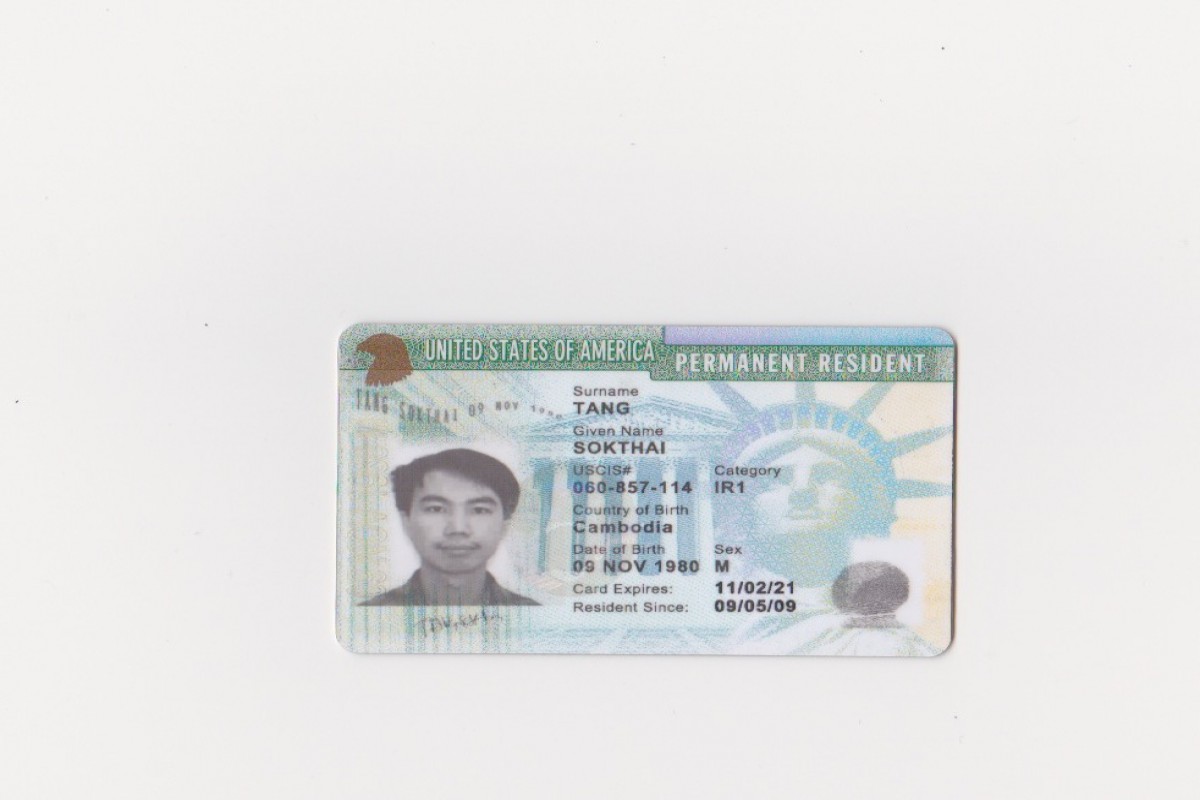 UNITED STATES OF AMERICA
PERMANENT RESIDENT
TANG SOKTHAI 09 NOV
Surname
TANG
Given Name
SOKTHAI
USCIS# Category
060-857-114 IR1
Country of Birth
Cambodia
Date of Birth Sex
09 NOV 1980 M
Card Expires: 11/02/21
Resident Since: 09/05/09